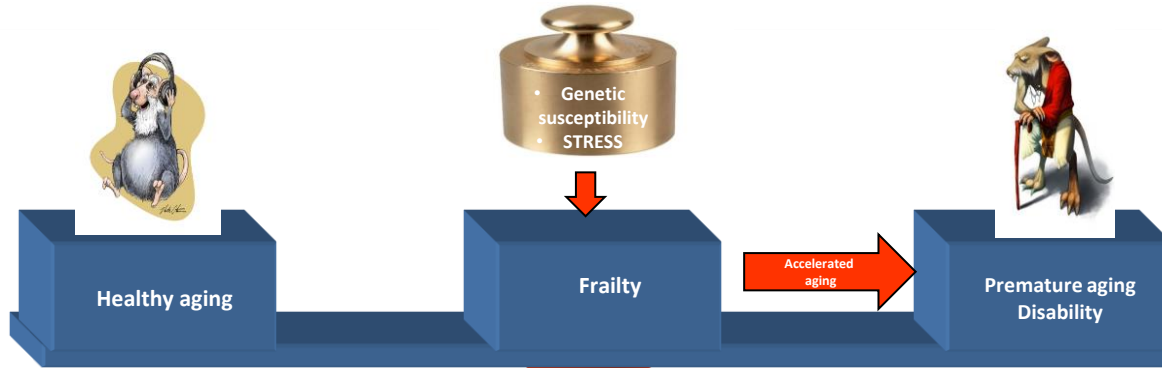 • Genetic
susceptibility
• STRESS
Healthy aging
Frailty
Accelerated
aging
Premature aging
Disability